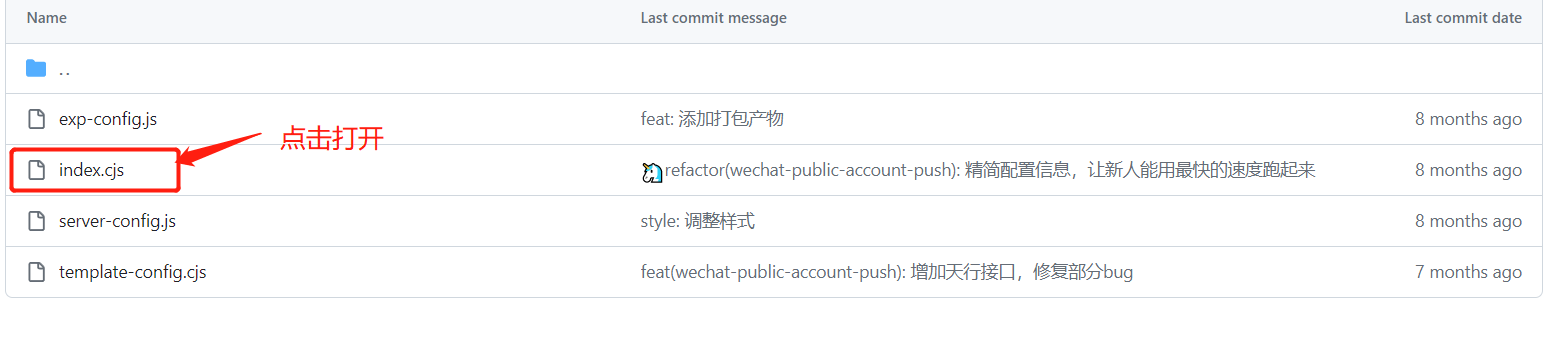 Name Last commit message Last commit date
..
exp-config.js feat: 添加打包产物 8 months ago
点击打开
index.cjs refactor(wechat-public-account-push): 精简配置信息，让新人能用最快的速度跑起来 8 months ago
server-config.js style: 调整样式 8 months ago
template-config.cjs feat(wechat-public-account-push): 增加天行接口，修复部分bug 7 months ago